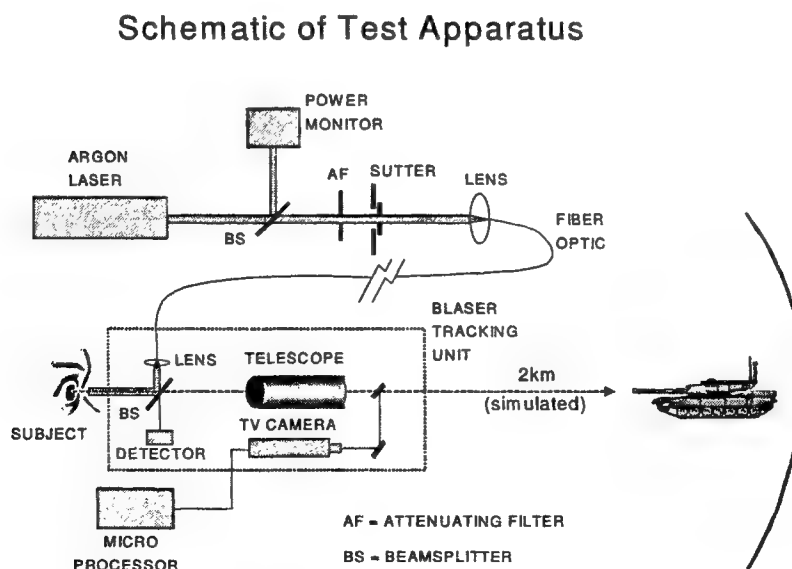 Schematic of Test Apparatus
POWER
MONITOR
ARGON
LASER
AF
SUTTER
LENS
BS
FIBER
OPTIC
BLASER
TRACKING
UNIT
LENS
TELESCOPE
2km
(simulated)
BS
SUBJECT
DETECTOR
TV CAMERA
MICRO
PROCESSOR
AF = ATTENUATING FILTER
BS = BEAMSPLITTER